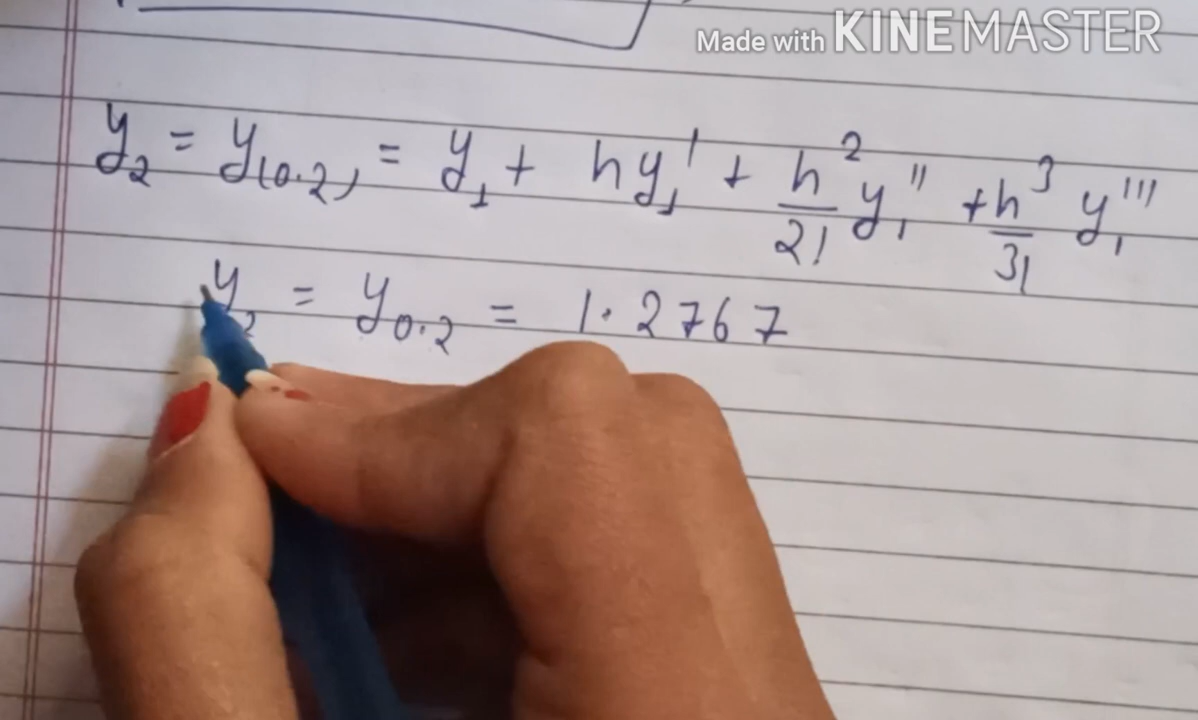 Made with KINEMASTER
y₂ = y(0.2) = y₁ + hy₁' + h²/2! y₁'' + h³/3! y₁'''
y₂ = y0.2 = 1.2767